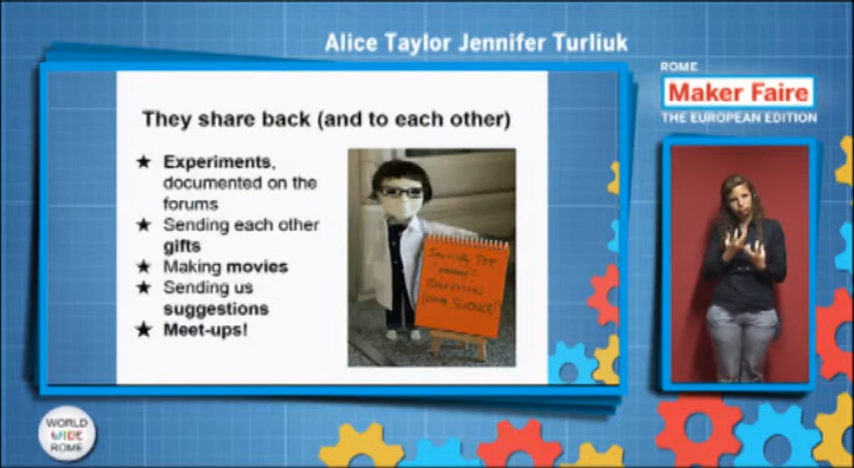 Alice Taylor Jennifer Turliuk
ROME
Maker Faire
THE EUROPEAN EDITION
They share back (and to each other)
★ Experiments,
documented on the
forums
★ Sending each other
gifts
★ Making movies
★ Sending us
suggestions
★ Meet-ups!
WORLD
WIDE
ROME